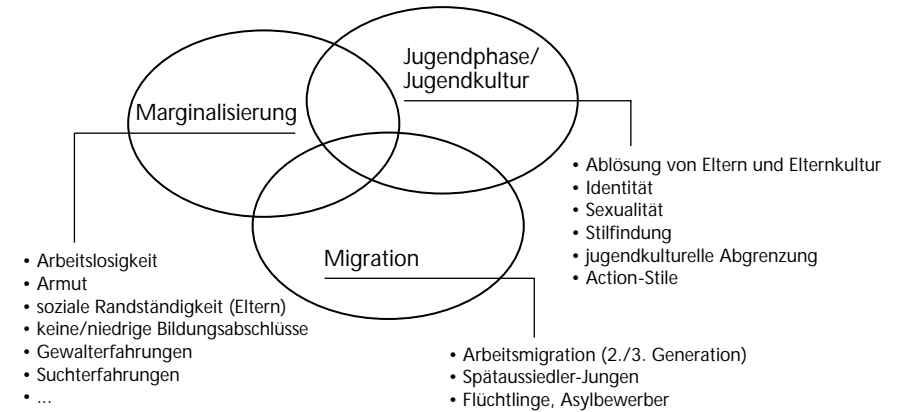 Jugendphase/
Jugendkultur
Marginalisierung
• Ablösung von Eltern und Elternkultur
• Identität
• Sexualität
• Stilfindung
• jugendkulturelle Abgrenzung
• Action-Stile
Migration
• Arbeitslosigkeit
• Armut
• soziale Randständigkeit (Eltern)
• keine/niedrige Bildungsabschlüsse
• Gewalterfahrungen
• Suchterfahrungen
• ...
• Arbeitsmigration (2./3. Generation)
• Spätaussiedler-Jungen
• Flüchtlinge, Asylbewerber